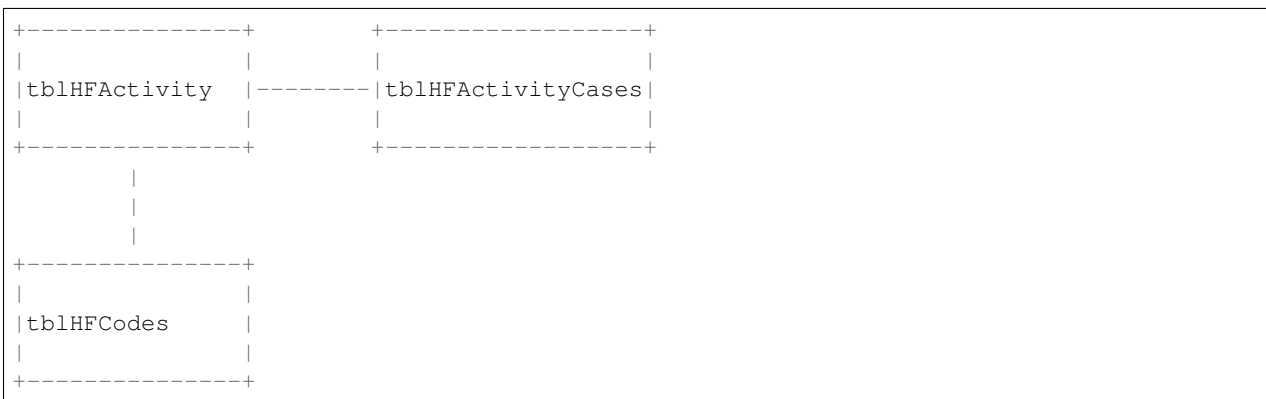 +---------------+        +------------------+
|               |        |                  |
|tblHFActivity  |--------|tblHFActivityCases|
|               |        |                  |
+---------------+        +------------------+
        |
        |
        |
+---------------+
|               |
|tblHFCodes     |
|               |
+---------------+